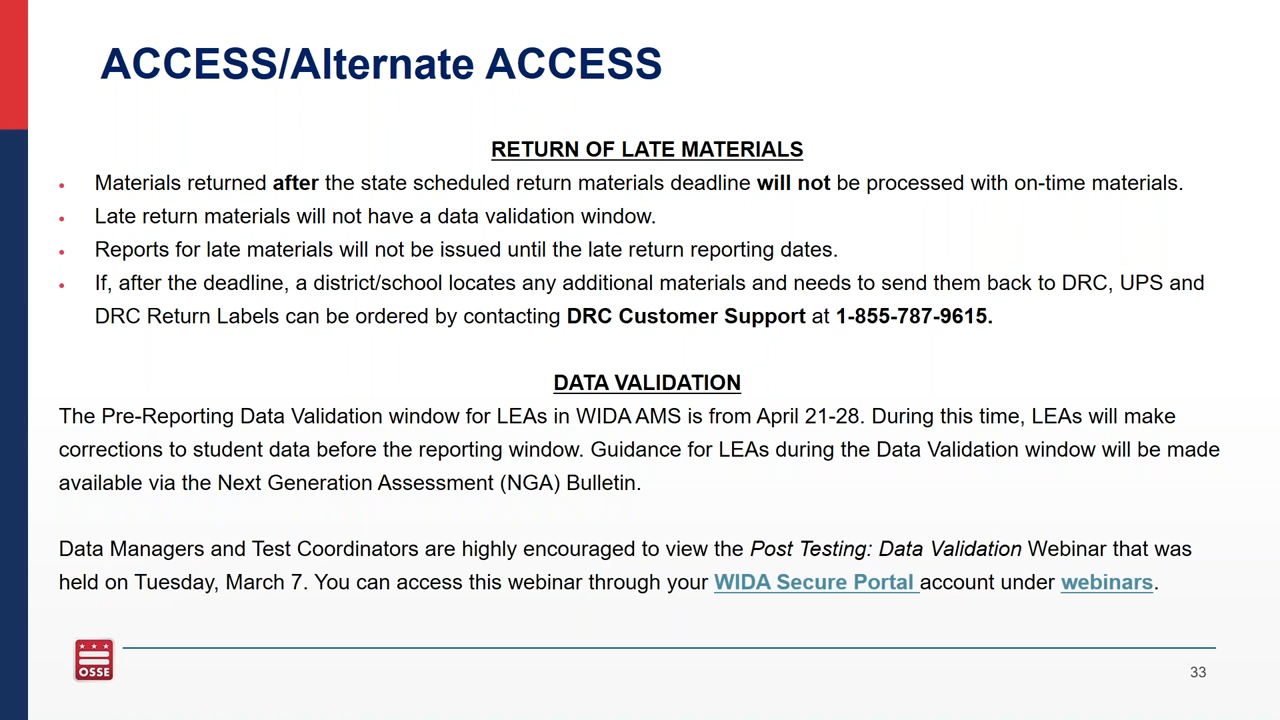 ACCESS/Alternate ACCESS
RETURN OF LATE MATERIALS
• Materials returned after the state scheduled return materials deadline will not be processed with on-time materials.
• Late return materials will not have a data validation window.
• Reports for late materials will not be issued until the late return reporting dates.
• If, after the deadline, a district/school locates any additional materials and needs to send them back to DRC, UPS and
DRC Return Labels can be ordered by contacting DRC Customer Support at 1-855-787-9615.
DATA VALIDATION
The Pre-Reporting Data Validation window for LEAs in WIDA AMS is from April 21-28. During this time, LEAs will make
corrections to student data before the reporting window. Guidance for LEAs during the Data Validation window will be made
available via the Next Generation Assessment (NGA) Bulletin.
Data Managers and Test Coordinators are highly encouraged to view the Post Testing: Data Validation Webinar that was
held on Tuesday, March 7. You can access this webinar through your WIDA Secure Portal account under webinars.
OSSE
33